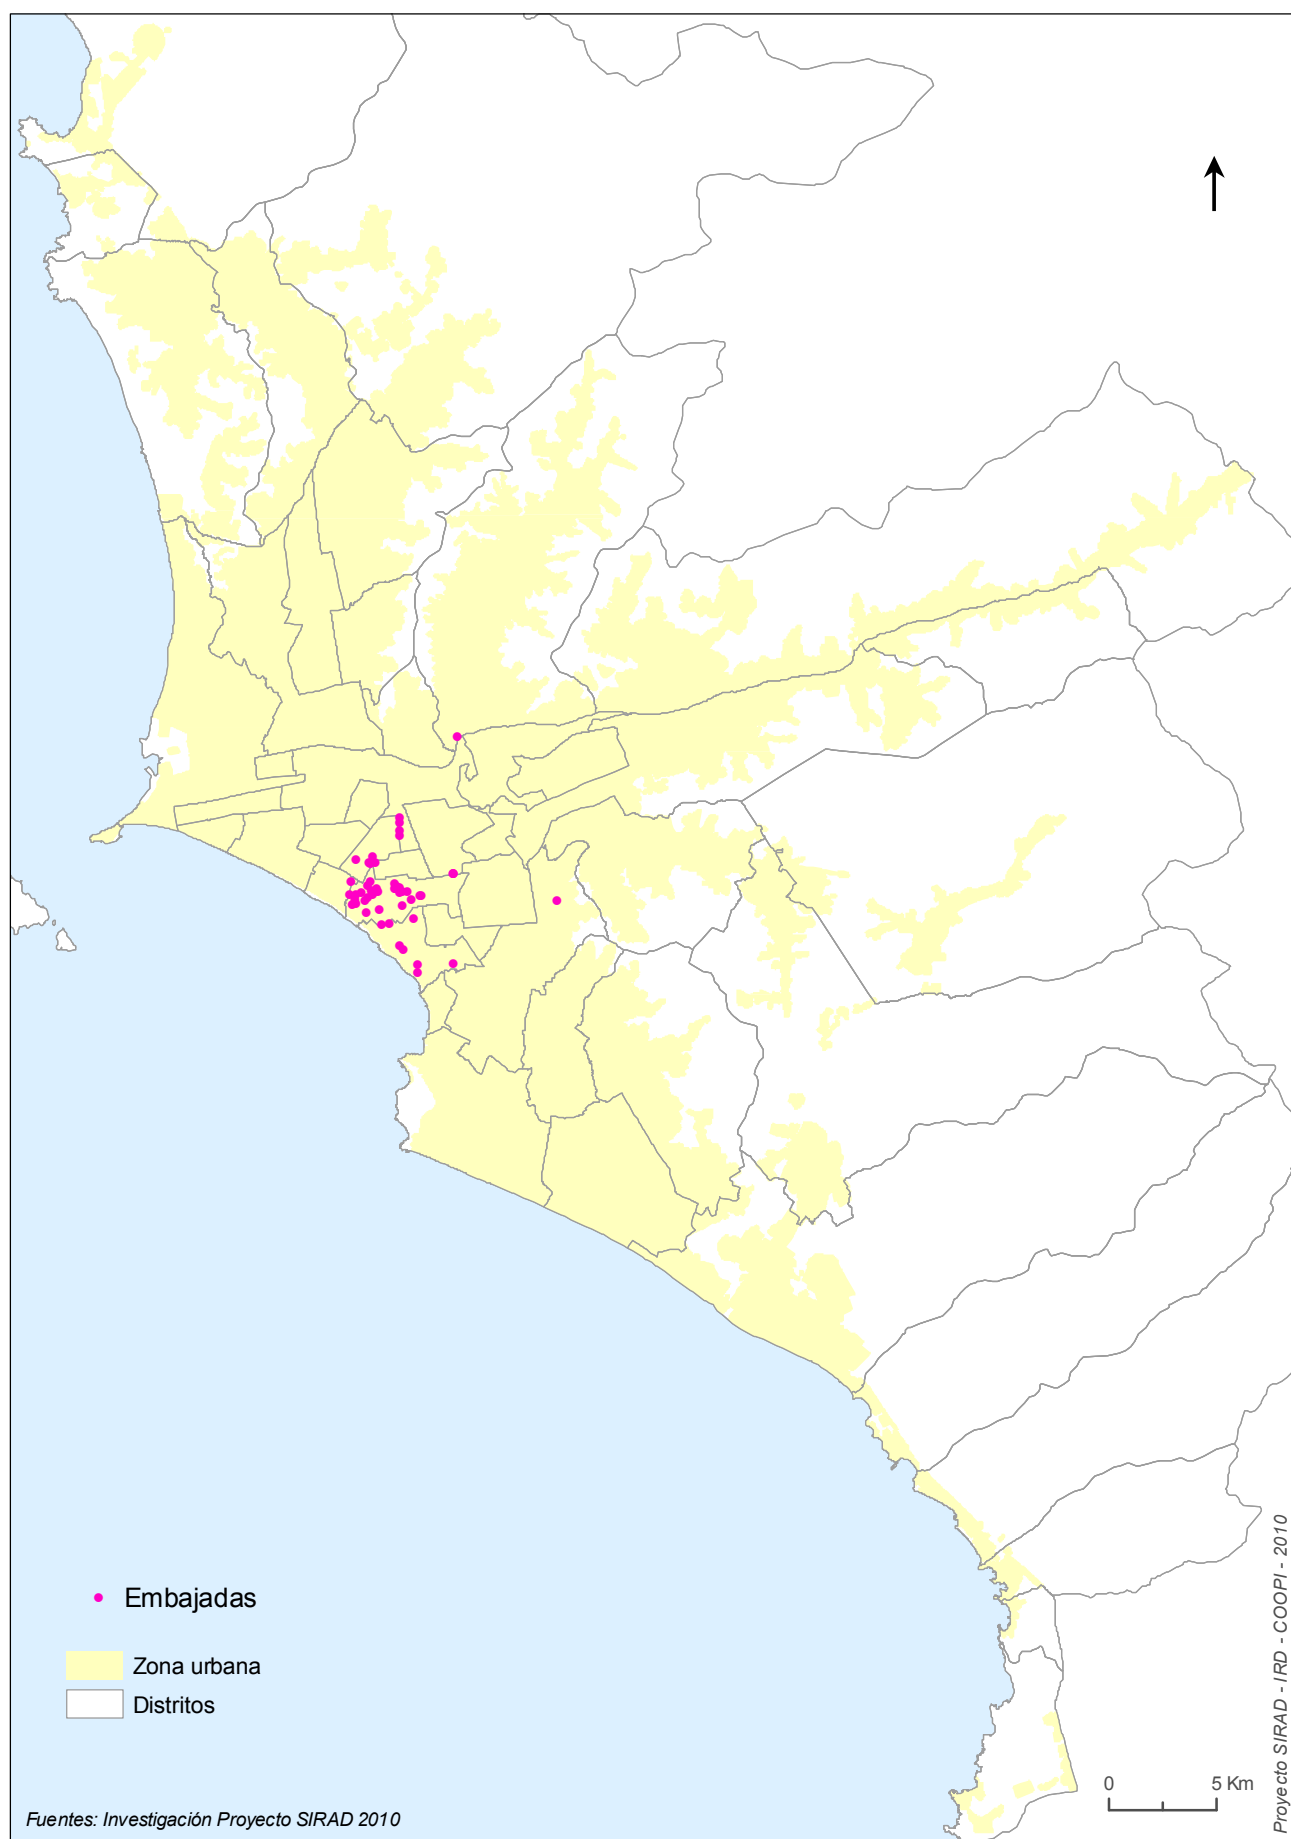 Embajadas
Zona urbana
Distritos
0 5 Km
Fuentes: Investigación Proyecto SIRAD 2010
Proyecto SIRAD - IRD - COOPI - 2010